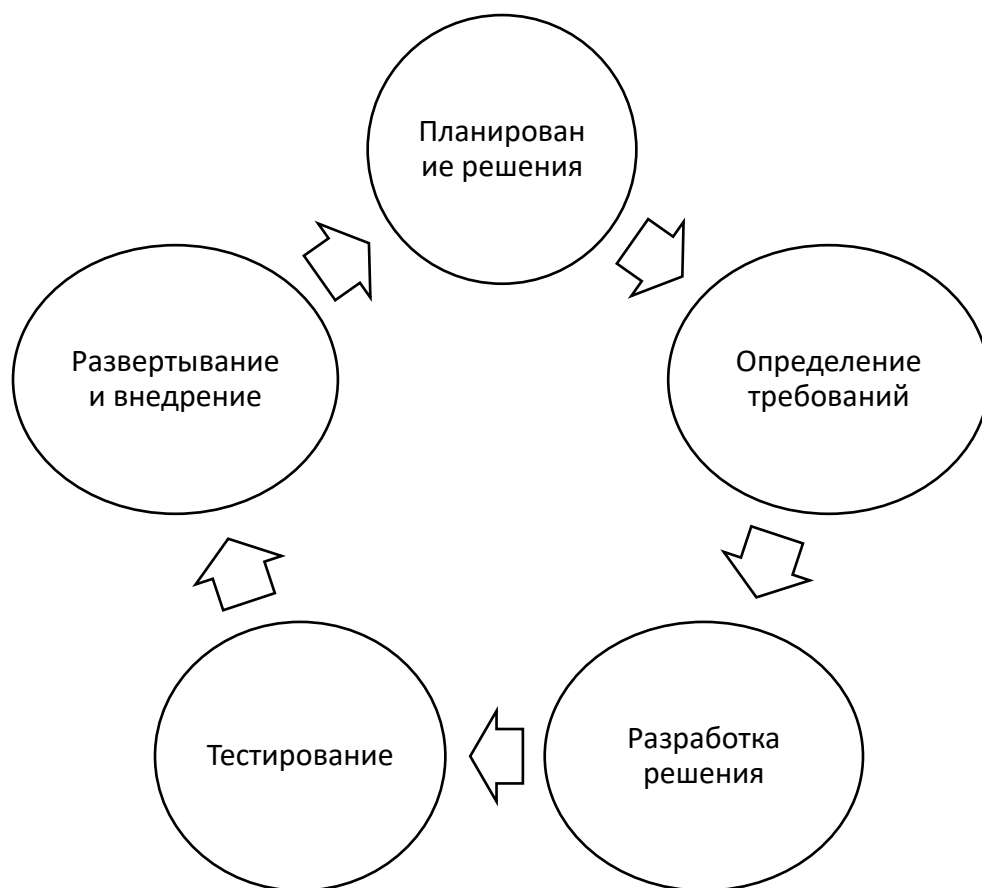 Планирован
ие решения
Определение
требований
Разработка
решения
Тестирование
Развертывание
и внедрение